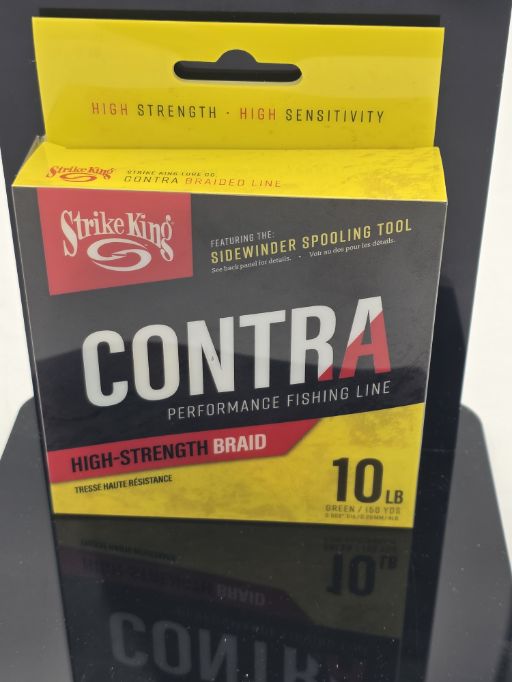 HIGH STRENGTH · HIGH SENSITIVITY
Strike King
STRIKE KING LURE CO.
CONTRA BRAIDED LINE
Strike King
FEATURING THE:
SIDEWINDER SPOOLING TOOL
See back panel for details. · Voir au dos pour les détails.
CONTRA
PERFORMANCE FISHING LINE
HIGH-STRENGTH BRAID
TRESSE HAUTE RÉSISTANCE
10 LB
GREEN / 150 YDS